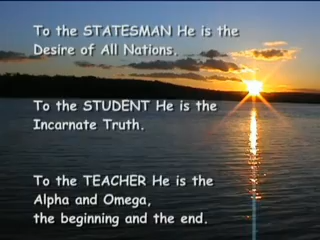 To the STATESMAN He is the
Desire of All Nations.
To the STUDENT He is the
Incarnate Truth.
To the TEACHER He is the
Alpha and Omega,
the beginning and the end.